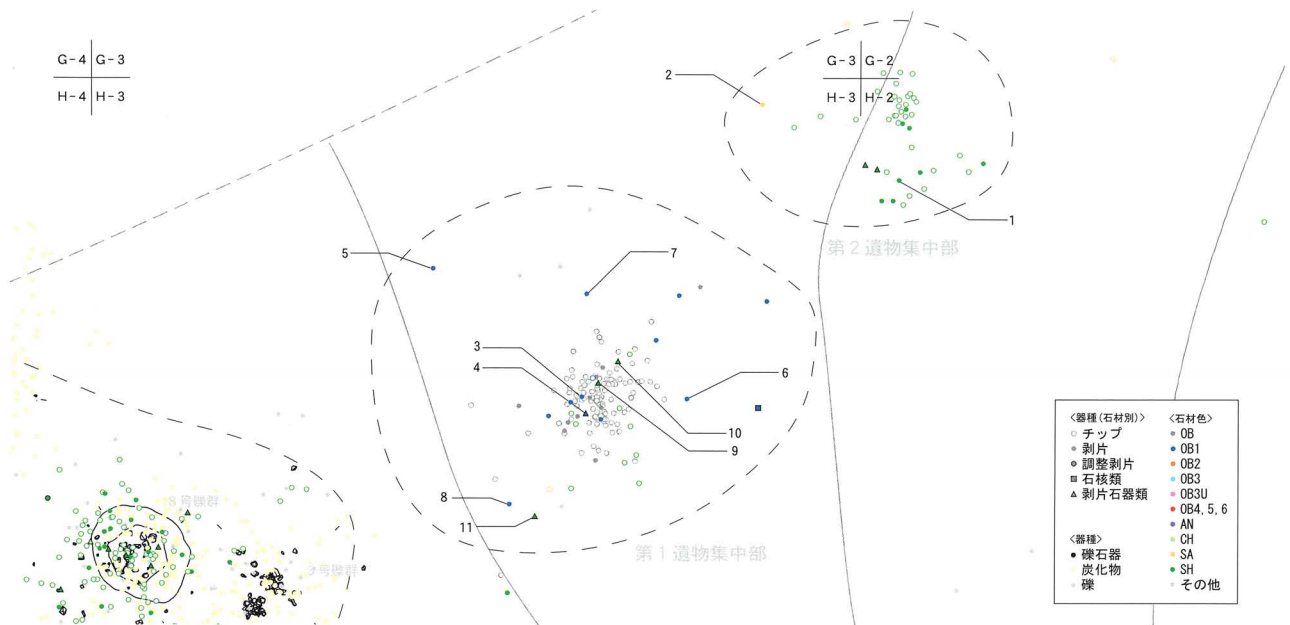 G-4 G-3
H-4 H-3
G-3 G-2
H-3 H-2
2
1
第2遺物集中部
5
7
3
4
6
10
9
8
11
第1遺物集中部
8号礫群
<器種(石材別)>
チップ
剥片
調整剥片
石核類
剥片石器類
<器種>
礫石器
炭化物
礫
<石材色>
OB
OB1
OB2
OB3
OB3U
OB4,5,6
AN
CH
SA
SH
その他